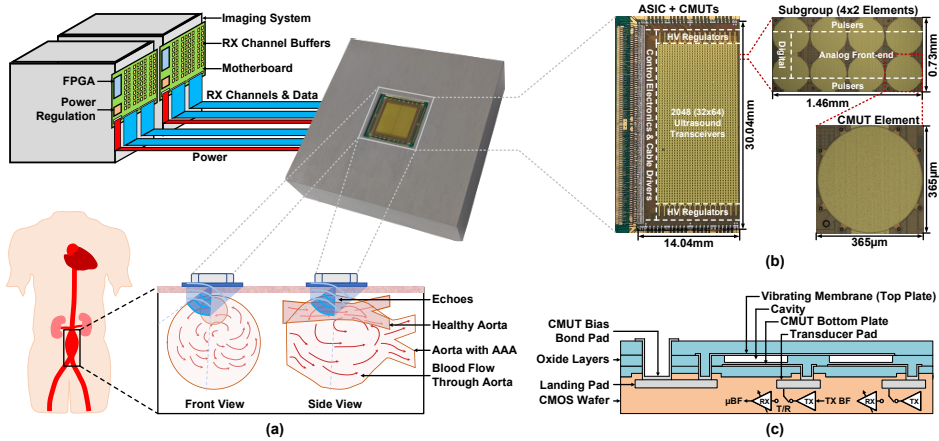 Imaging System
RX Channel Buffers
FPGA
Motherboard
Power
Regulation
RX Channels & Data
Power
Echoes
Healthy Aorta
Aorta with AAA
Blood Flow
Through Aorta
Front View
Side View
(a)
ASIC + CMUTs
HV Regulators
Control Electronics & Cable Drivers
2048 (32x64)
Ultrasound
Transceivers
HV Regulators
30.04mm
14.04mm
Subgroup (4x2 Elements)
Pulsers
Digital
Analog Front-end
Pulsers
0.73mm
1.46mm
CMUT Element
365µm
365µm
(b)
Vibrating Membrane (Top Plate)
Cavity
CMUT Bottom Plate
Transducer Pad
CMUT Bias
Bond Pad
Oxide Layers
Landing Pad
CMOS Wafer
µBF
RX
T/R
TX
TX BF
RX
TX
(c)